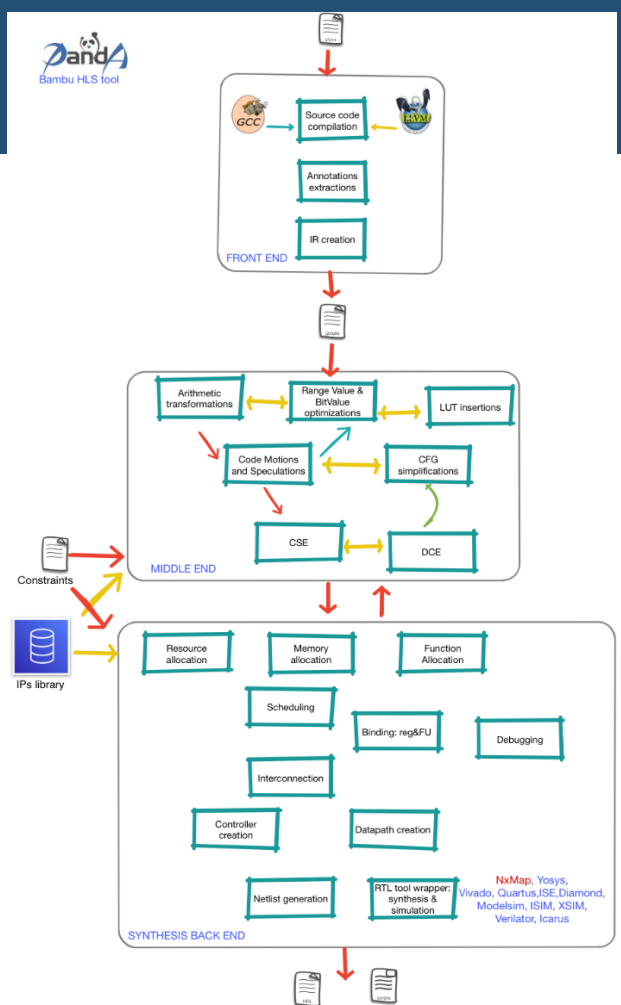 PandA
Bambu HLS tool
GCC
Source code
compilation
LLVM
Annotations
extractions
IR creation
FRONT END
gimple
Arithmetic
transformations
Range Value &
BitValue
optimizations
LUT insertions
Code Motions
and Speculations
CFG
simplifications
CSE
DCE
MIDDLE END
Constraints
IPs library
Resource
allocation
Memory
allocation
Function
Allocation
Scheduling
Binding: reg&FU
Debugging
Interconnection
Controller
creation
Datapath creation
Netlist generation
RTL tool wrapper:
synthesis &
simulation
NxMap, Yosys,
Vivado, Quartus,ISE,Diamond,
Modelsim, ISIM, XSIM,
Verilator, Icarus
SYNTHESIS BACK END
HDL